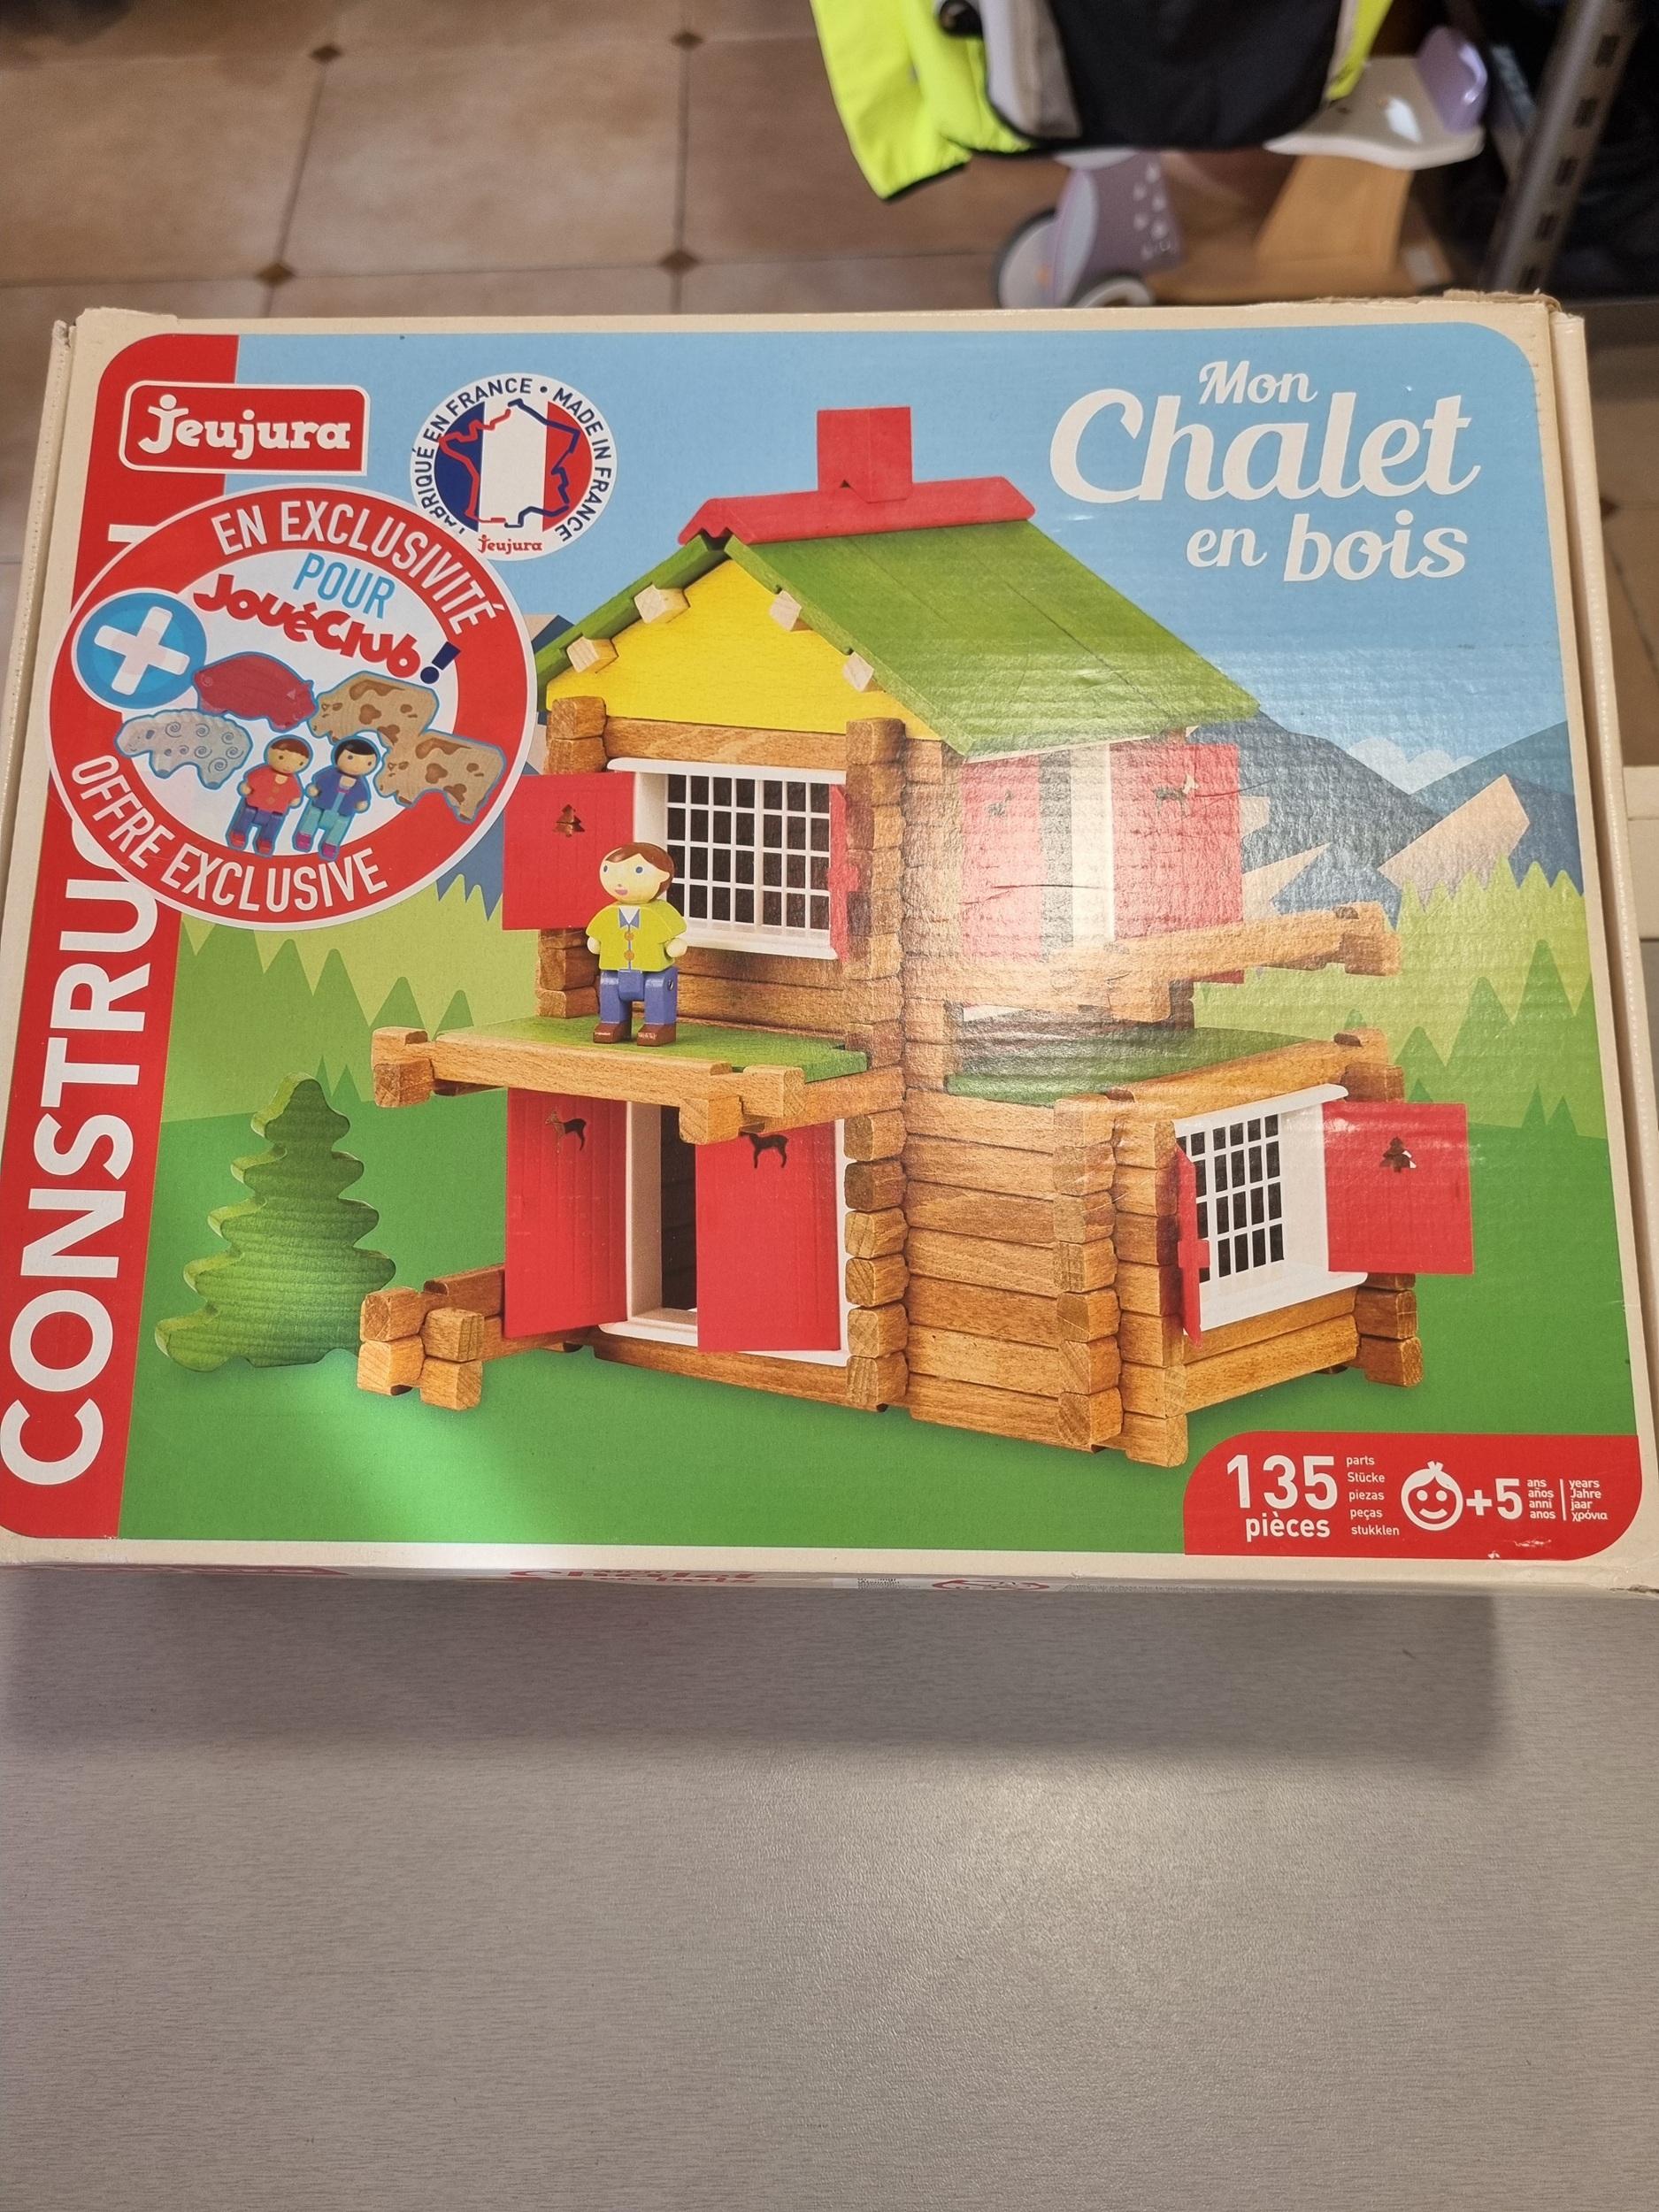 Jeujura
FABRIQUÉ EN FRANCE • MADE IN FRANCE
Jeujura
Mon
Chalet
en bois
EN EXCLUSIVITÉ
POUR
JouéClub!
OFFRE EXCLUSIVE
135
pièces
parts
Stücke
piezas
peças
stukklen
+5
ans
años
anni
anos
years
Jahre
jaar
χρόνια